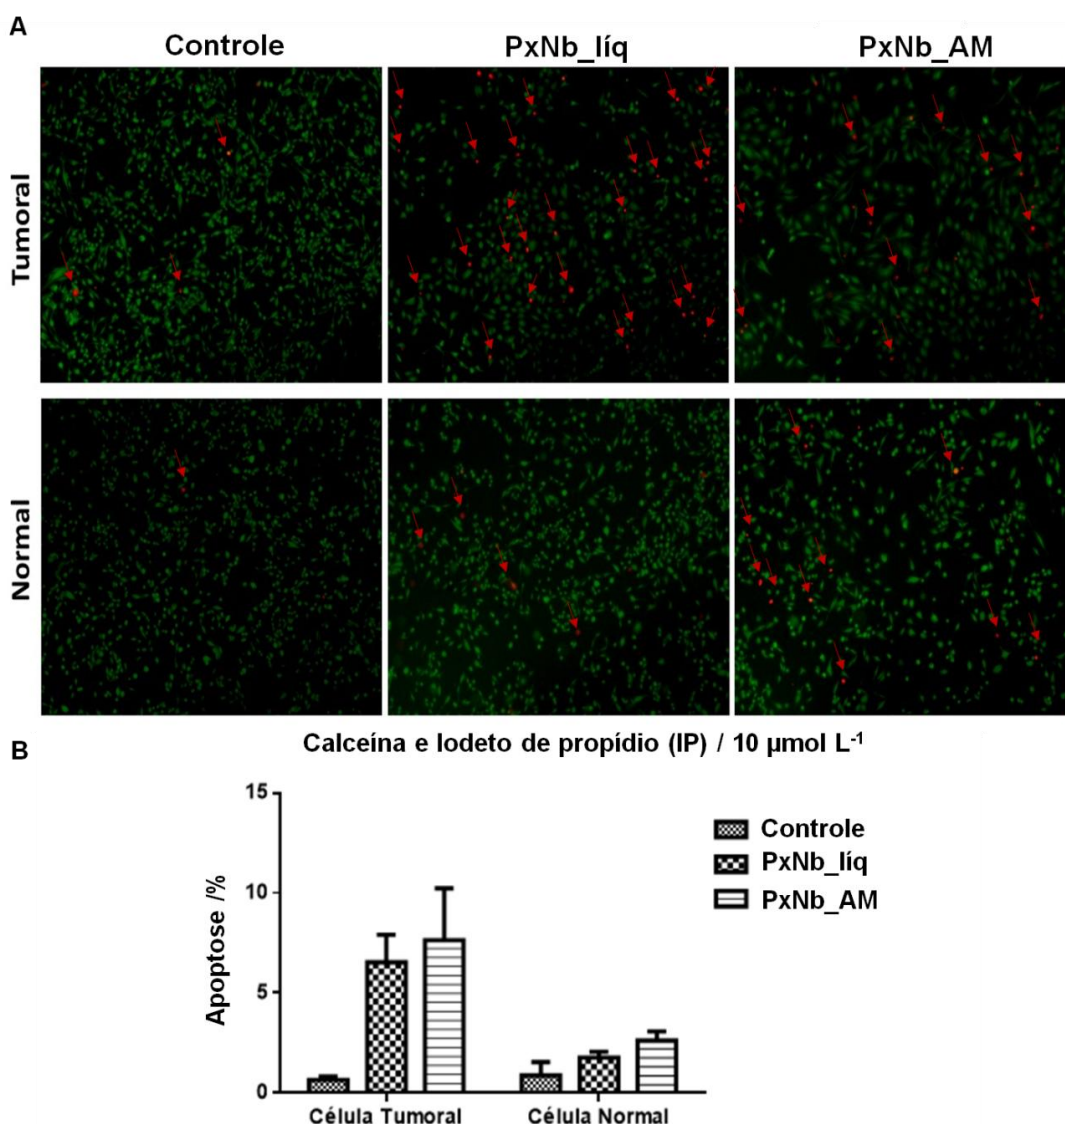 A
Controle PxNb_líq PxNb_AM
Tumoral
Normal
Calceína e Iodeto de propídio (IP) / 10 µmol L⁻¹
B
Apoptose /%
15
10
5
0
Célula Tumoral Célula Normal
Controle
PxNb_líq
PxNb_AM